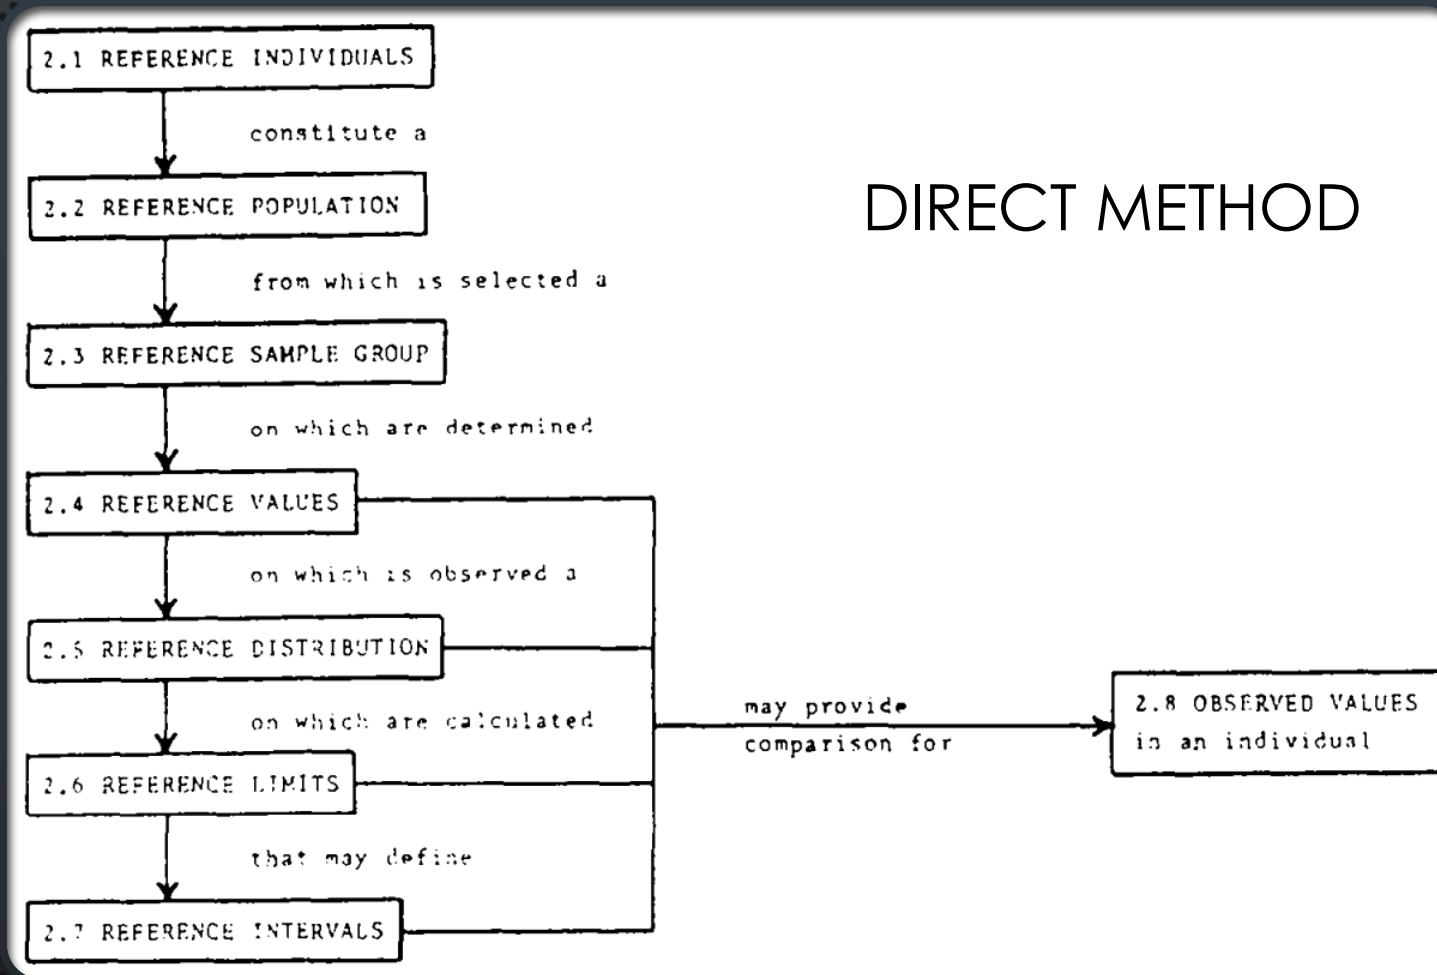 2.1 REFERENCE INDIVIDUALS
constitute a
2.2 REFERENCE POPULATION
DIRECT METHOD
from which is selected a
2.3 REFERENCE SAMPLE GROUP
on which are determined
2.4 REFERENCE VALUES
on which is observed a
2.5 REFERENCE DISTRIBUTION
on which are calculated
may provide
comparison for
2.8 OBSERVED VALUES
in an individual
2.6 REFERENCE LIMITS
that may define
2.7 REFERENCE INTERVALS